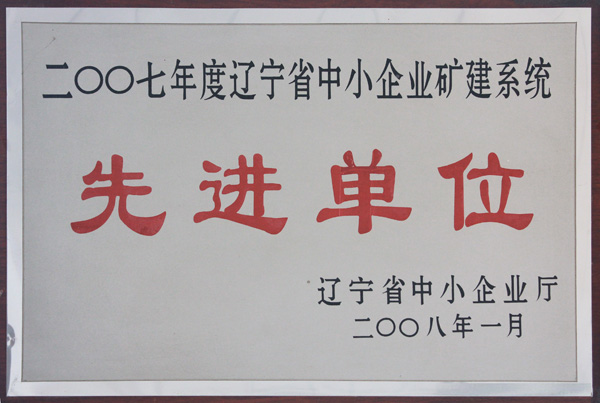 二〇〇七年度辽宁省中小企业矿建系统
先进单位
辽宁省中小企业厅
二〇〇八年一月